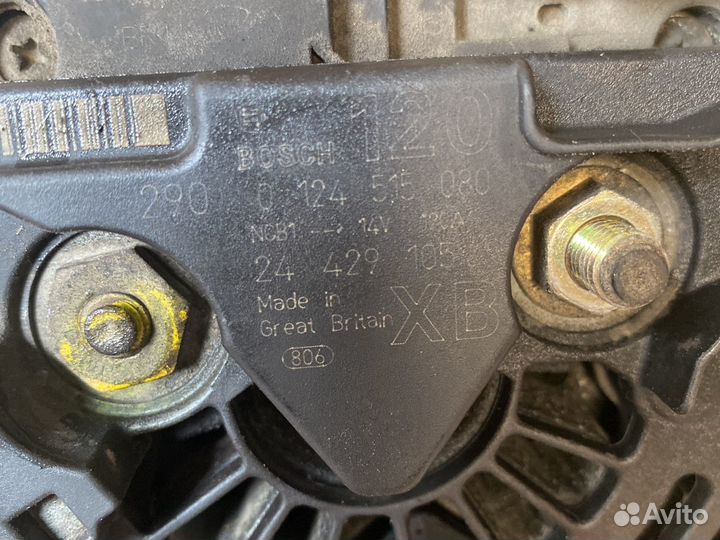 120
BOSCH
290 0 124 515 080
NCB1 --> 14V 120A
24 429 105
Made in
Great Britain XB
806
Avito